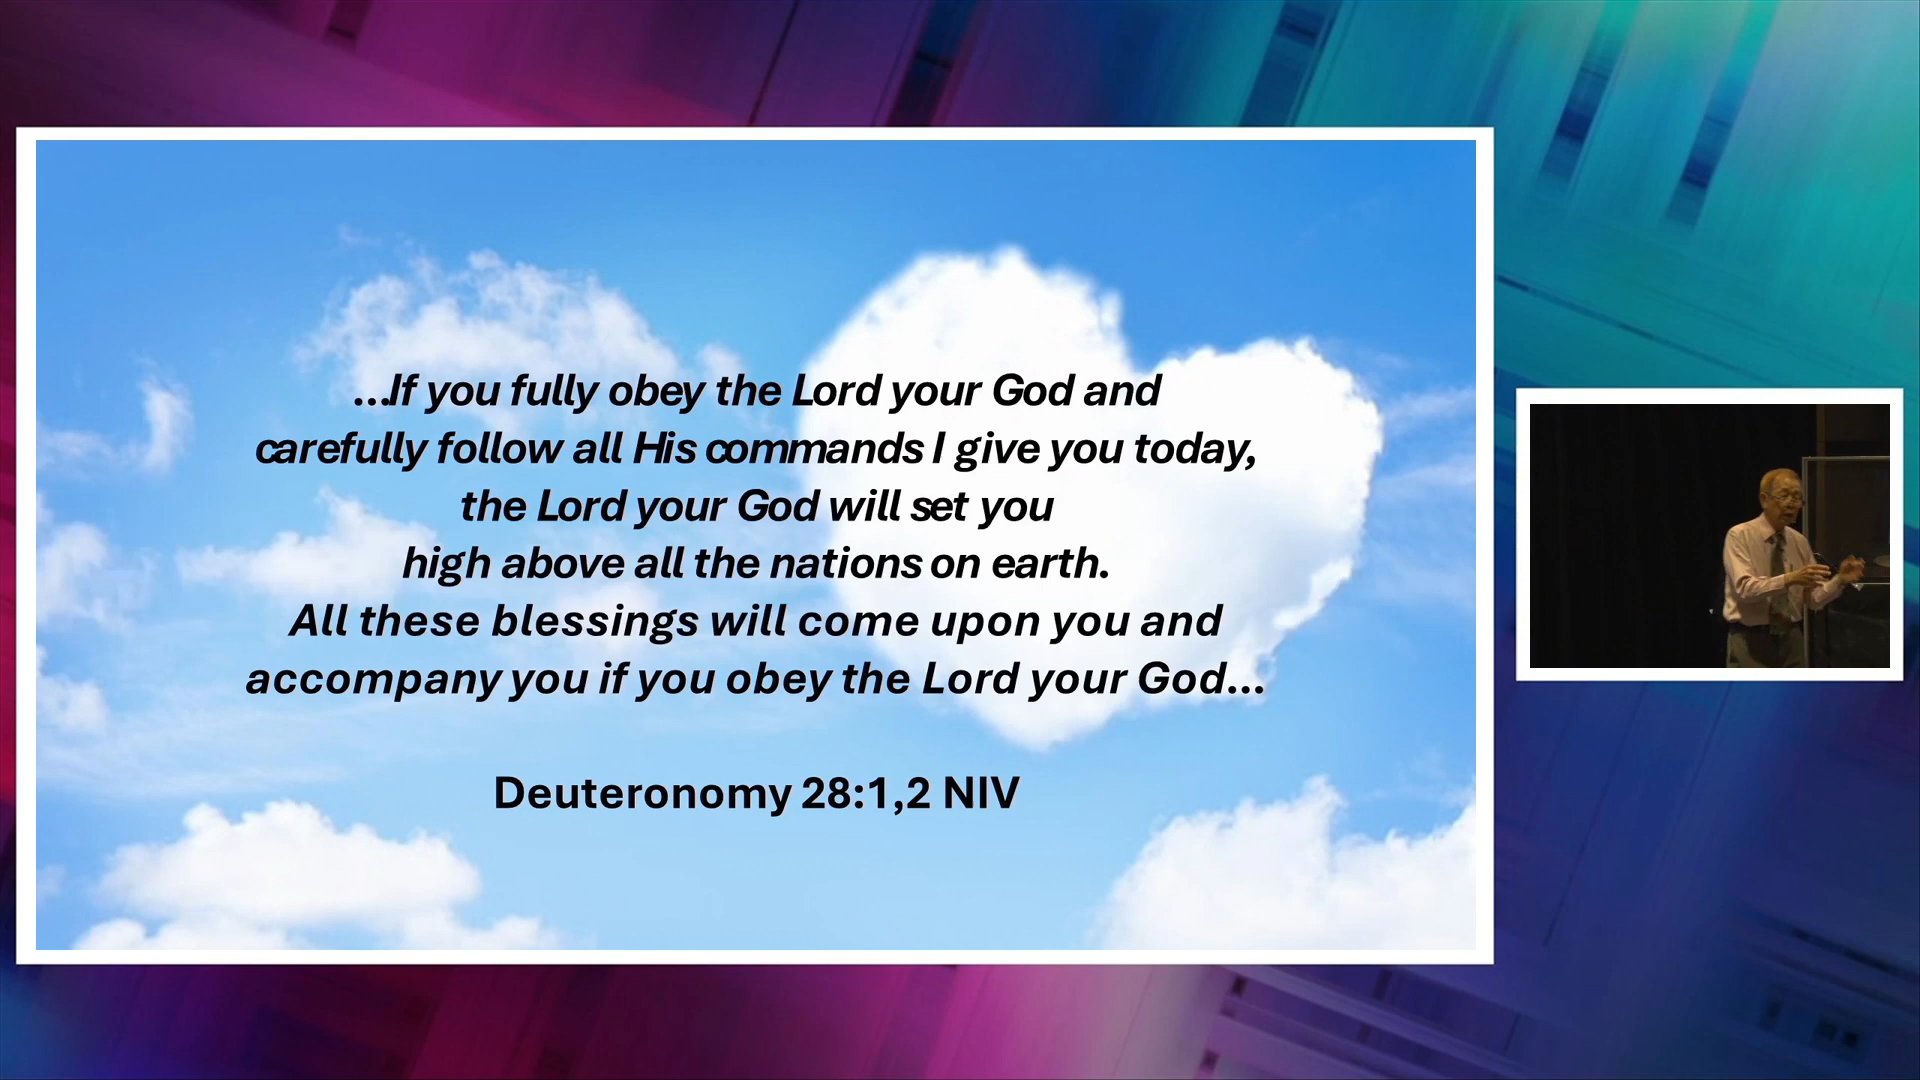 ...If you fully obey the Lord your God and
carefully follow all His commands I give you today,
the Lord your God will set you
high above all the nations on earth.
All these blessings will come upon you and
accompany you if you obey the Lord your God...
Deuteronomy 28:1,2 NIV